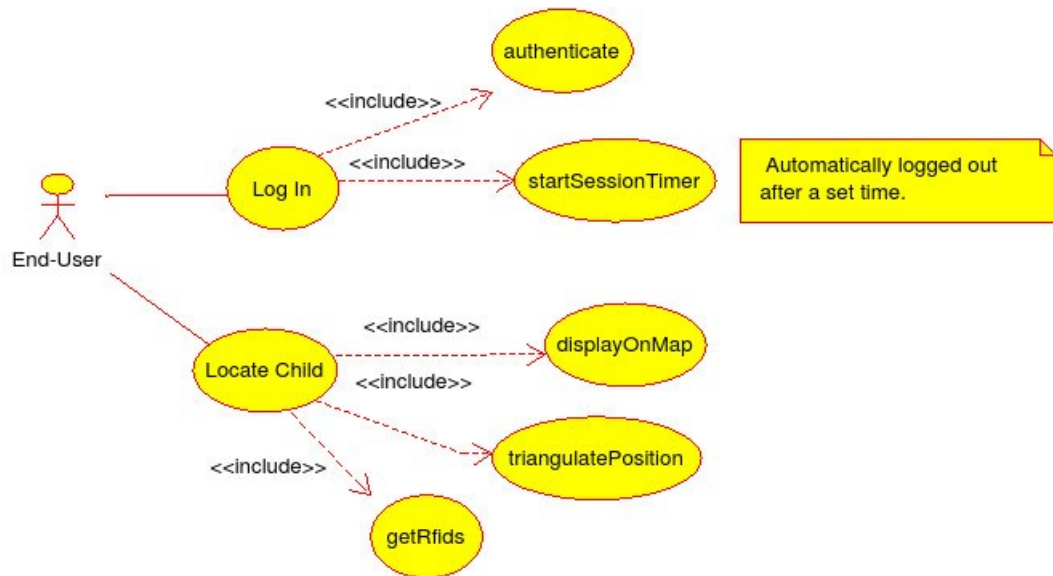 authenticate
<<include>>
<<include>>
Log In
startSessionTimer
Automatically logged out
after a set time.
End-User
<<include>>
displayOnMap
Locate Child
<<include>>
triangulatePosition
<<include>>
getRfids